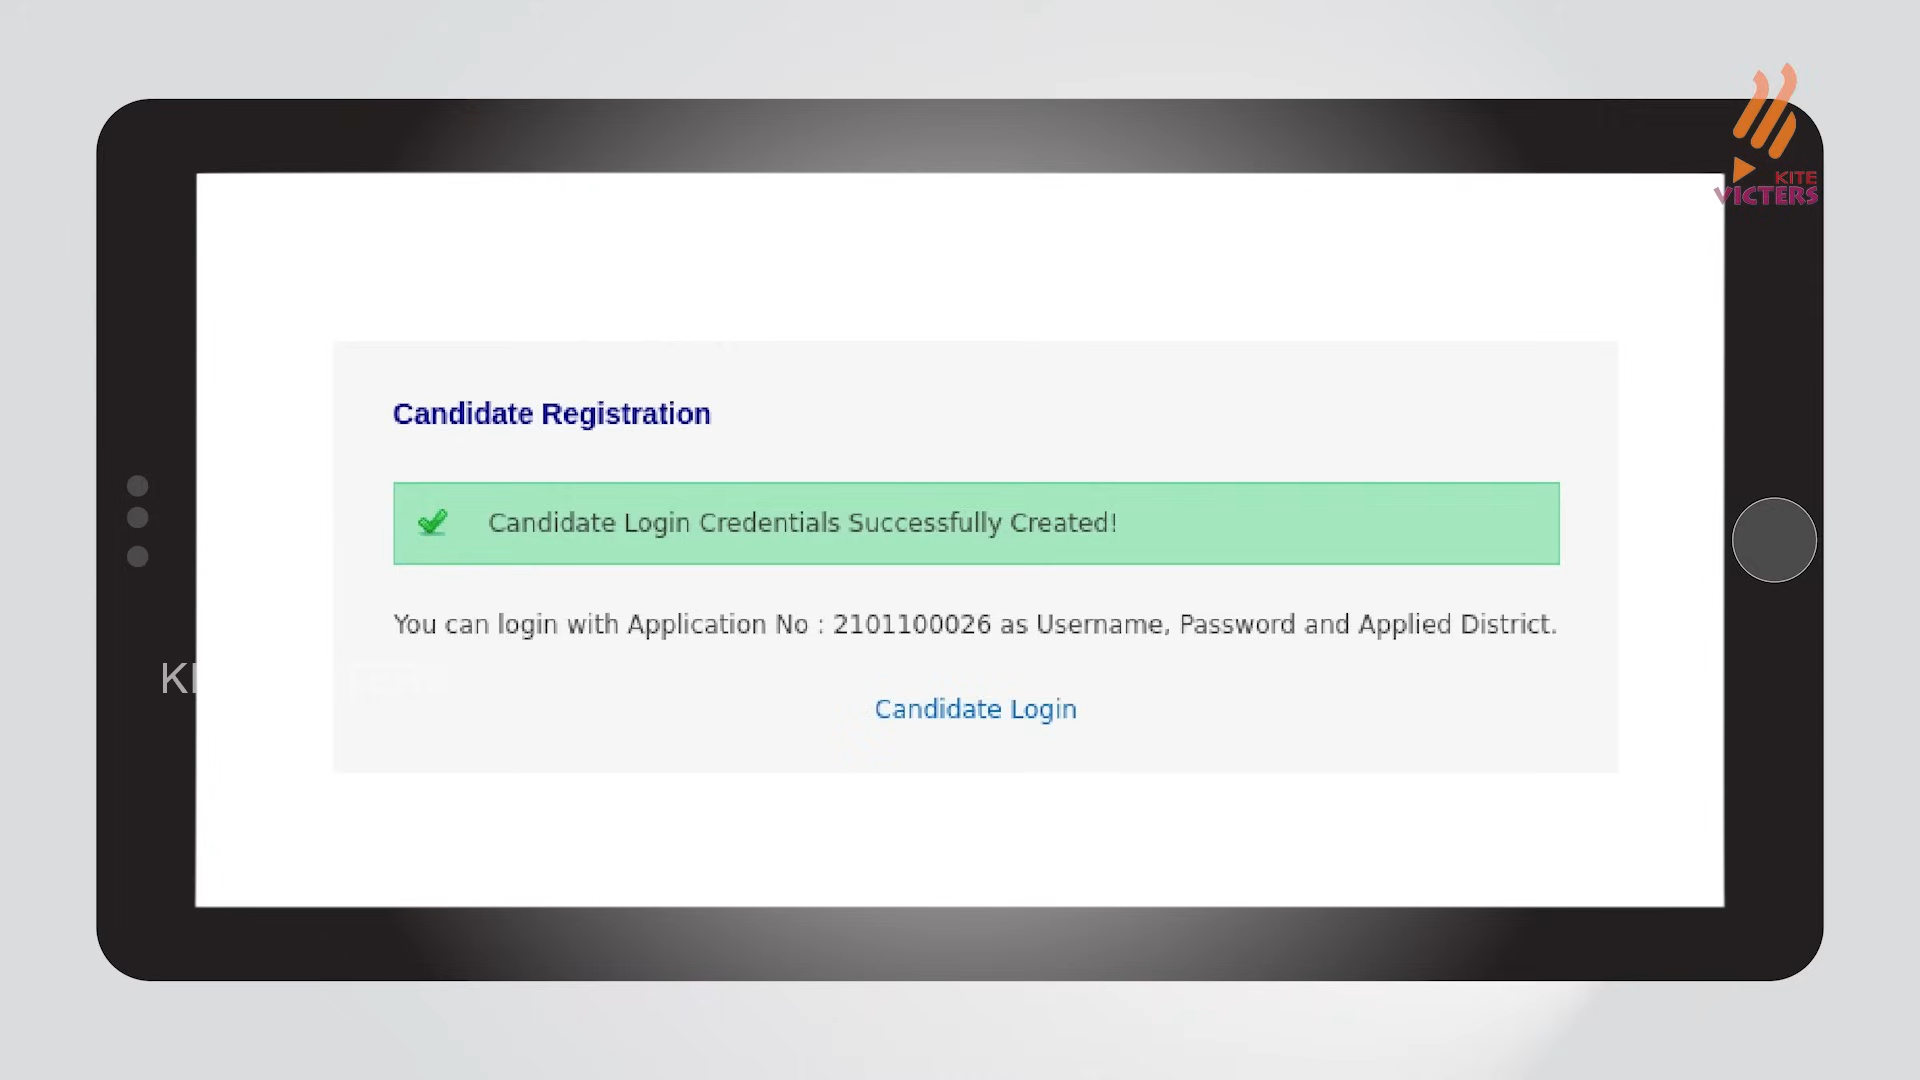 KITE
VICTERS
Candidate Registration
Candidate Login Credentials Successfully Created!
You can login with Application No : 2101100026 as Username, Password and Applied District.
Candidate Login